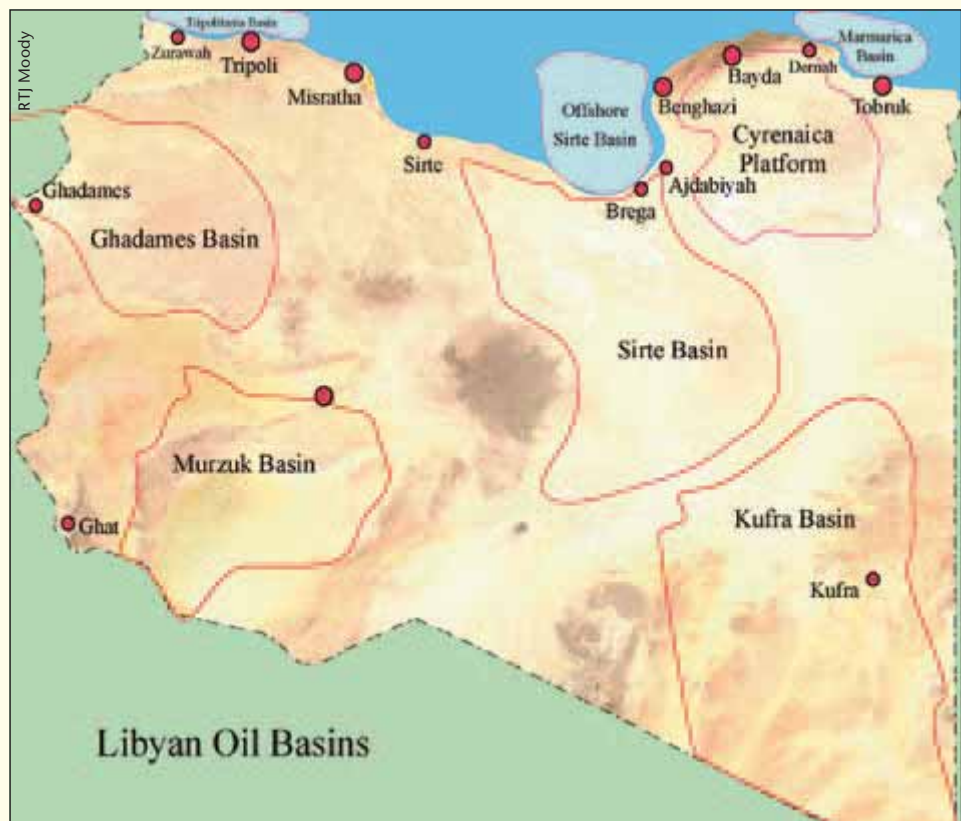 RTJ Moody
Tripolitania Basin
Zurawah
Tripoli
Misratha
Sirte
Offshore
Sirte Basin
Benghazi
Bayda
Dernah
Marmarica
Basin
Tobruk
Cyrenaica
Platform
Ajdabiyah
Brega
Ghadames
Ghadames Basin
Sirte Basin
Murzuk Basin
Ghat
Kufra Basin
Kufra
Libyan Oil Basins